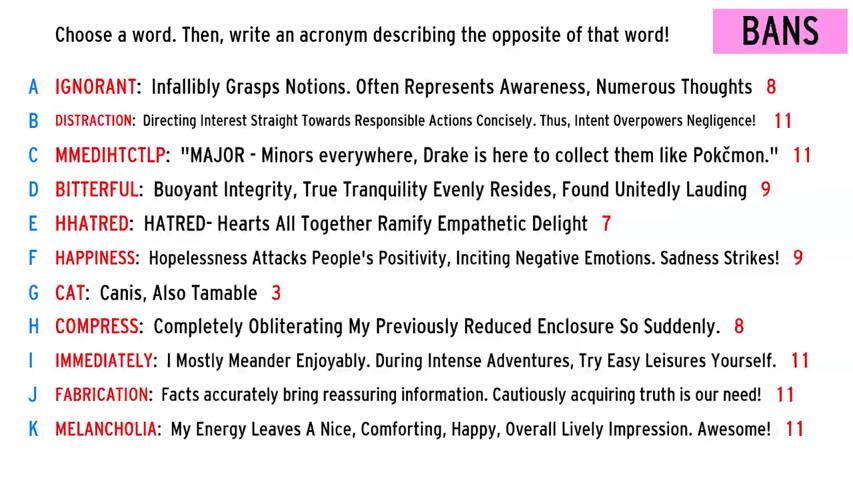 Choose a word. Then, write an acronym describing the opposite of that word!
BANS
A IGNORANT: Infallibly Grasps Notions. Often Represents Awareness, Numerous Thoughts 8
B DISTRACTION: Directing Interest Straight Towards Responsible Actions Concisely. Thus, Intent Overpowers Negligence! 11
C MMEDIHTCTLP: "MAJOR - Minors everywhere, Drake is here to collect them like Pokčmon." 11
D BITTERFUL: Buoyant Integrity, True Tranquility Evenly Resides, Found Unitedly Lauding 9
E HHATRED: HATRED- Hearts All Together Ramify Empathetic Delight 7
F HAPPINESS: Hopelessness Attacks People's Positivity, Inciting Negative Emotions. Sadness Strikes! 9
G CAT: Canis, Also Tamable 3
H COMPRESS: Completely Obliterating My Previously Reduced Enclosure So Suddenly. 8
I IMMEDIATELY: I Mostly Meander Enjoyably. During Intense Adventures, Try Easy Leisures Yourself. 11
J FABRICATION: Facts accurately bring reassuring information. Cautiously acquiring truth is our need! 11
K MELANCHOLIA: My Energy Leaves A Nice, Comforting, Happy, Overall Lively Impression. Awesome! 11